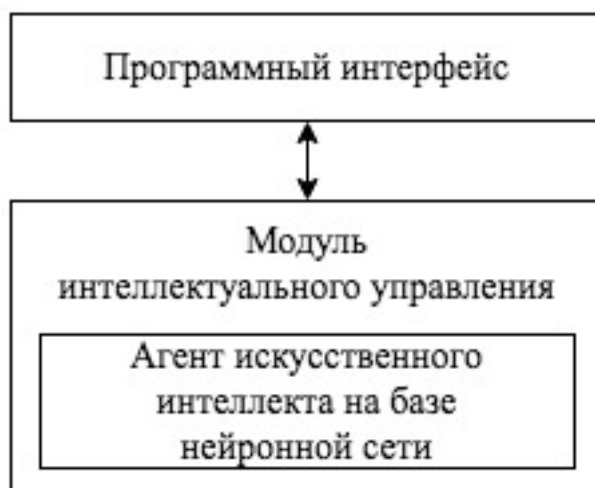 Программный интерфейс
Модуль
интеллектуального управления
Агент искусственного
интеллекта на базе
нейронной сети